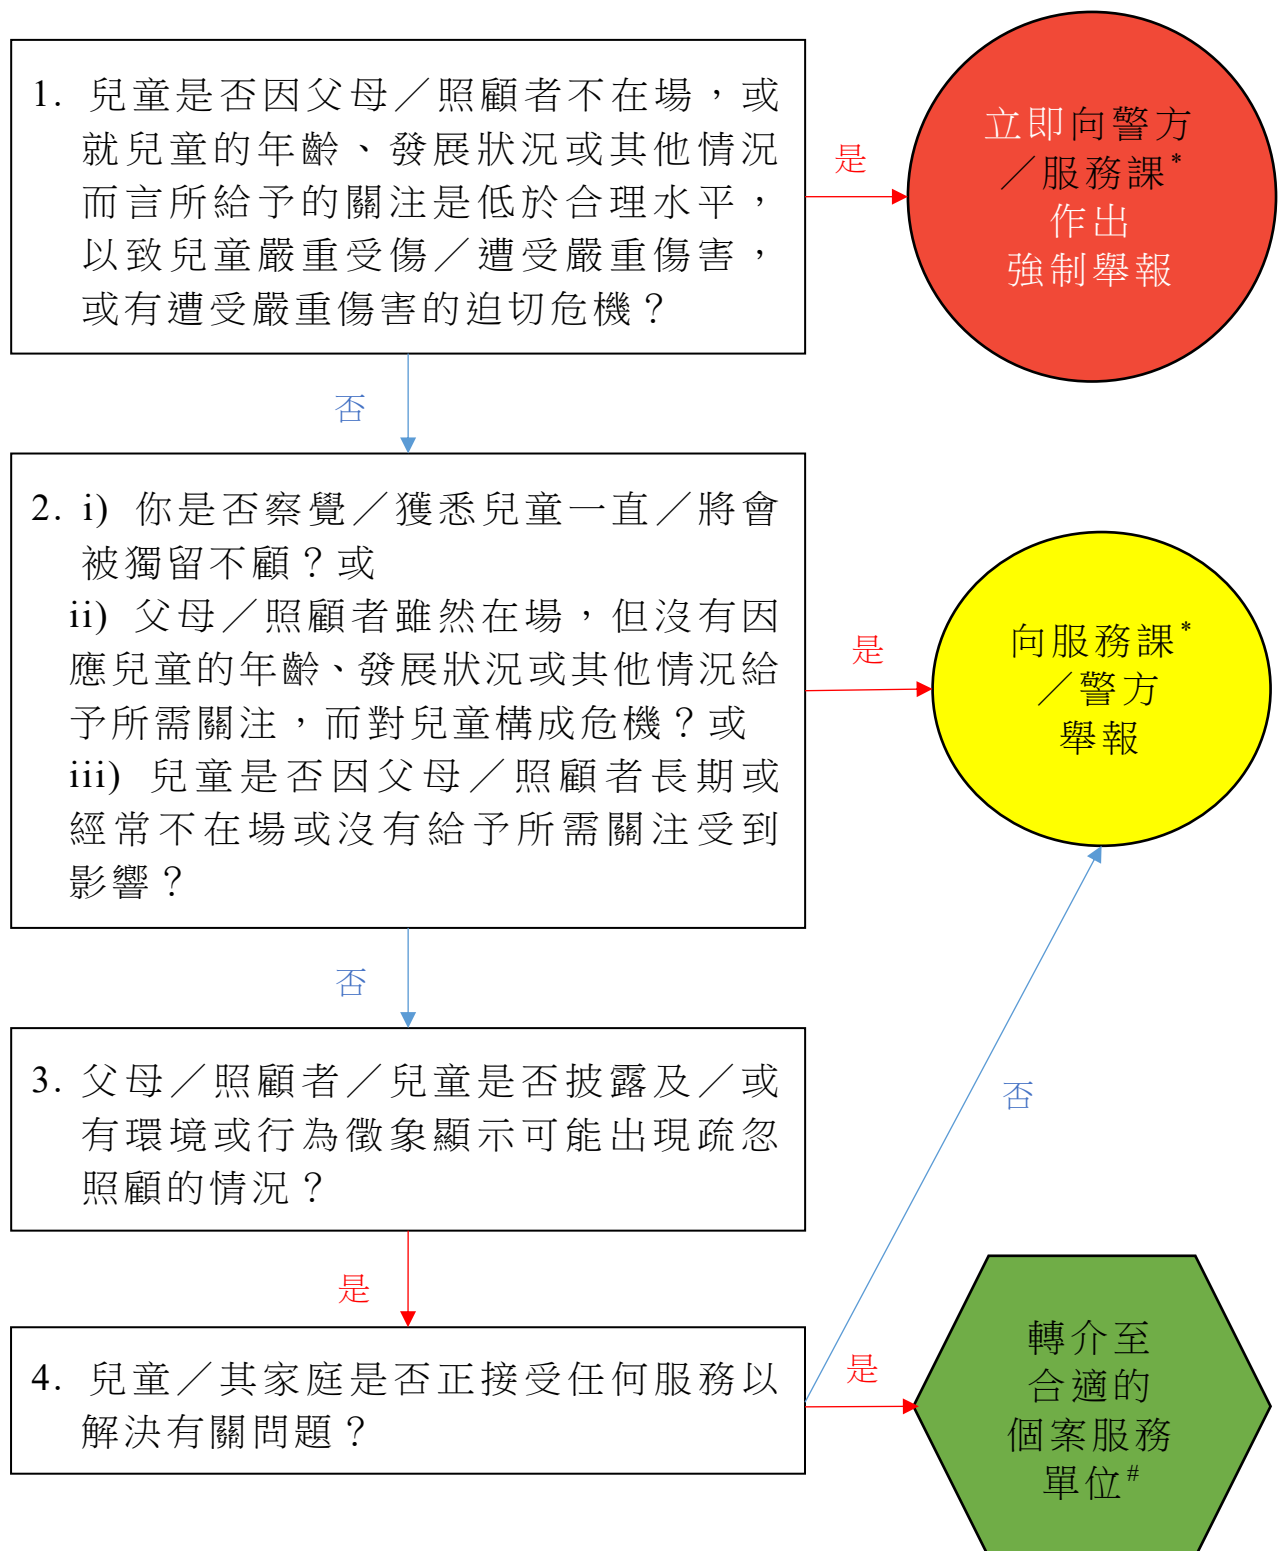 1. 兒童是否因父母／照顧者不在場，或
就兒童的年齡、發展狀況或其他情況
而言所給予的關注是低於合理水平，
以致兒童嚴重受傷／遭受嚴重傷害，
或有遭受嚴重傷害的迫切危機？
是
立即向警方
／服務課*
作出
強制舉報
否
2. i) 你是否察覺／獲悉兒童一直／將會
被獨留不顧？或
ii) 父母／照顧者雖然在場，但沒有因
應兒童的年齡、發展狀況或其他情況給
予所需關注，而對兒童構成危機？或
iii) 兒童是否因父母／照顧者長期或
經常不在場或沒有給予所需關注受到
影響？
是
向服務課*
／警方
舉報
否
3. 父母／照顧者／兒童是否披露及／或
有環境或行為徵象顯示可能出現疏忽
照顧的情況？
否
是
4. 兒童／其家庭是否正接受任何服務以
解決有關問題？
是
轉介至
合適的
個案服務
單位#